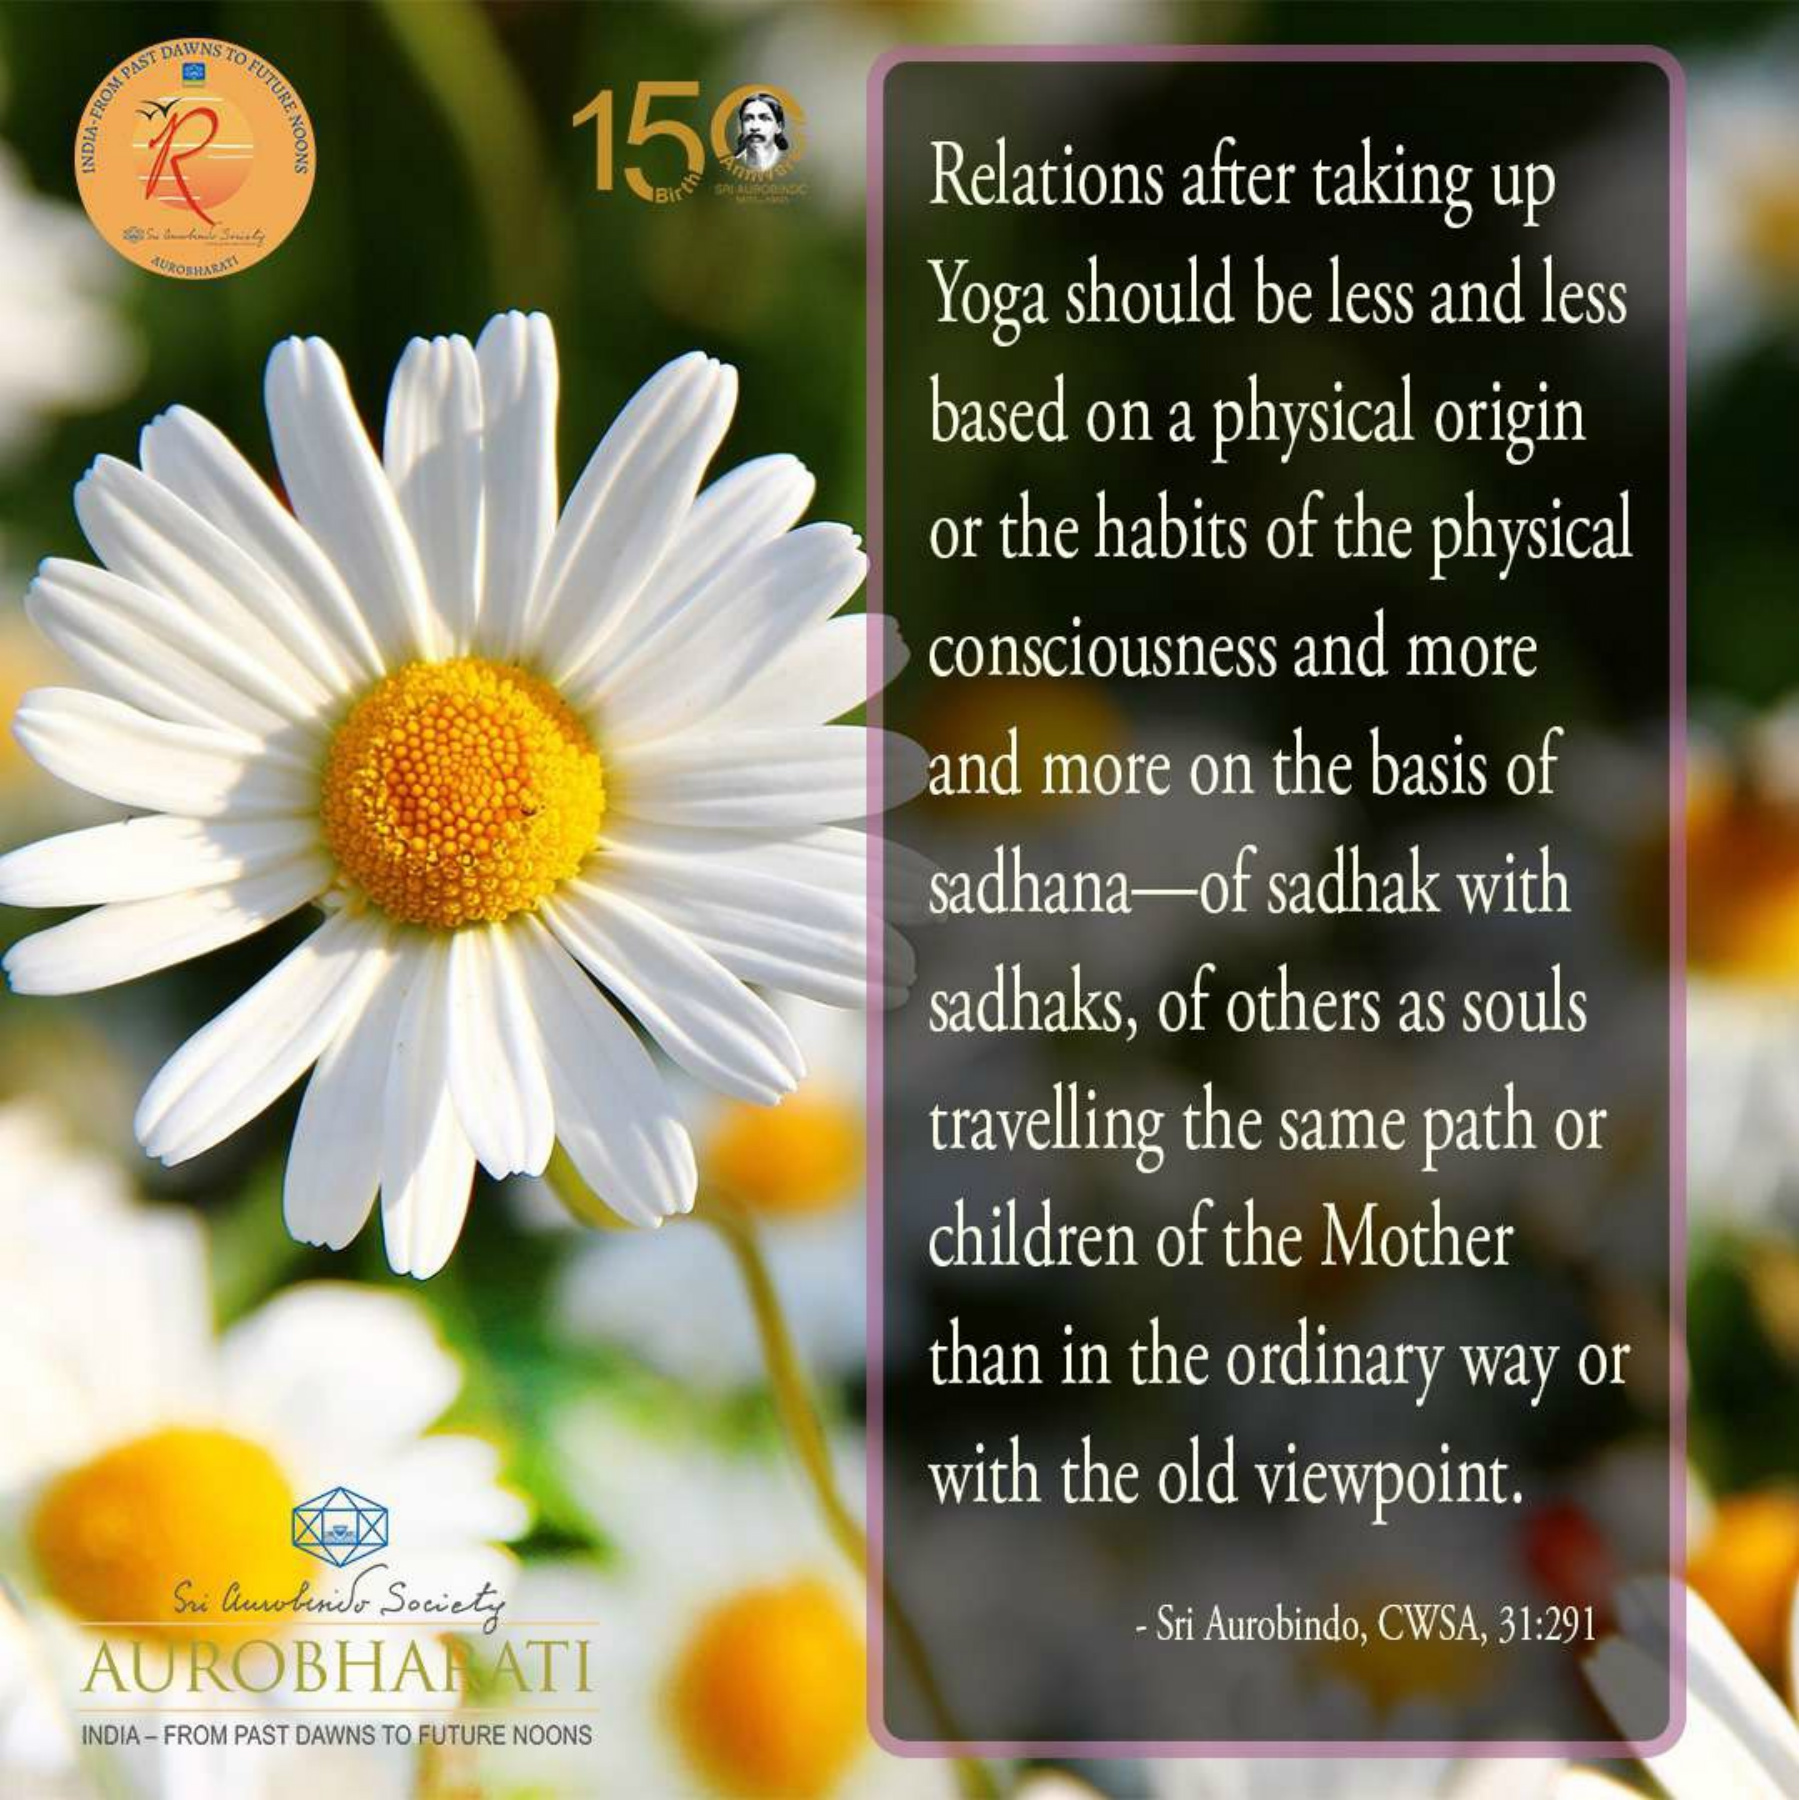 INDIA-FROM PAST DAWNS TO FUTURE NOONS
R
Sri Aurobindo Society
AUROBHARATI
150
Birth Anniversary
SRI AUROBINDO
Relations after taking up
Yoga should be less and less
based on a physical origin
or the habits of the physical
consciousness and more
and more on the basis of
sadhana—of sadhak with
sadhaks, of others as souls
travelling the same path or
children of the Mother
than in the ordinary way or
with the old viewpoint.
- Sri Aurobindo, CWSA, 31:291
Sri Aurobindo Society
AUROBHARATI
INDIA – FROM PAST DAWNS TO FUTURE NOONS